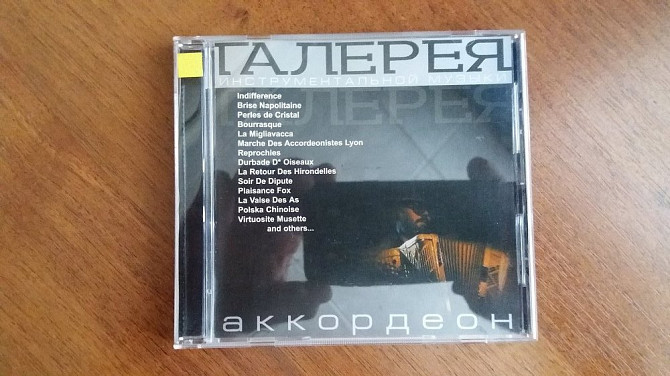 ГАЛЕРЕЯ
ИНСТРУМЕНТАЛЬНОЙ МУЗЫКИ
ГАЛЕРЕЯ
Indifference
Brise Napolitaine
Perles de Cristal
Bourrasque
La Migliavacca
Marche Des Accordeonistes Lyon
Reprochies
Durbade D* Oiseaux
La Retour Des Hirondelles
Soir De Dipute
Plaisance Fox
La Valse Des As
Polska Chinoise
Virtuosite Musette
and others...
аккордеон